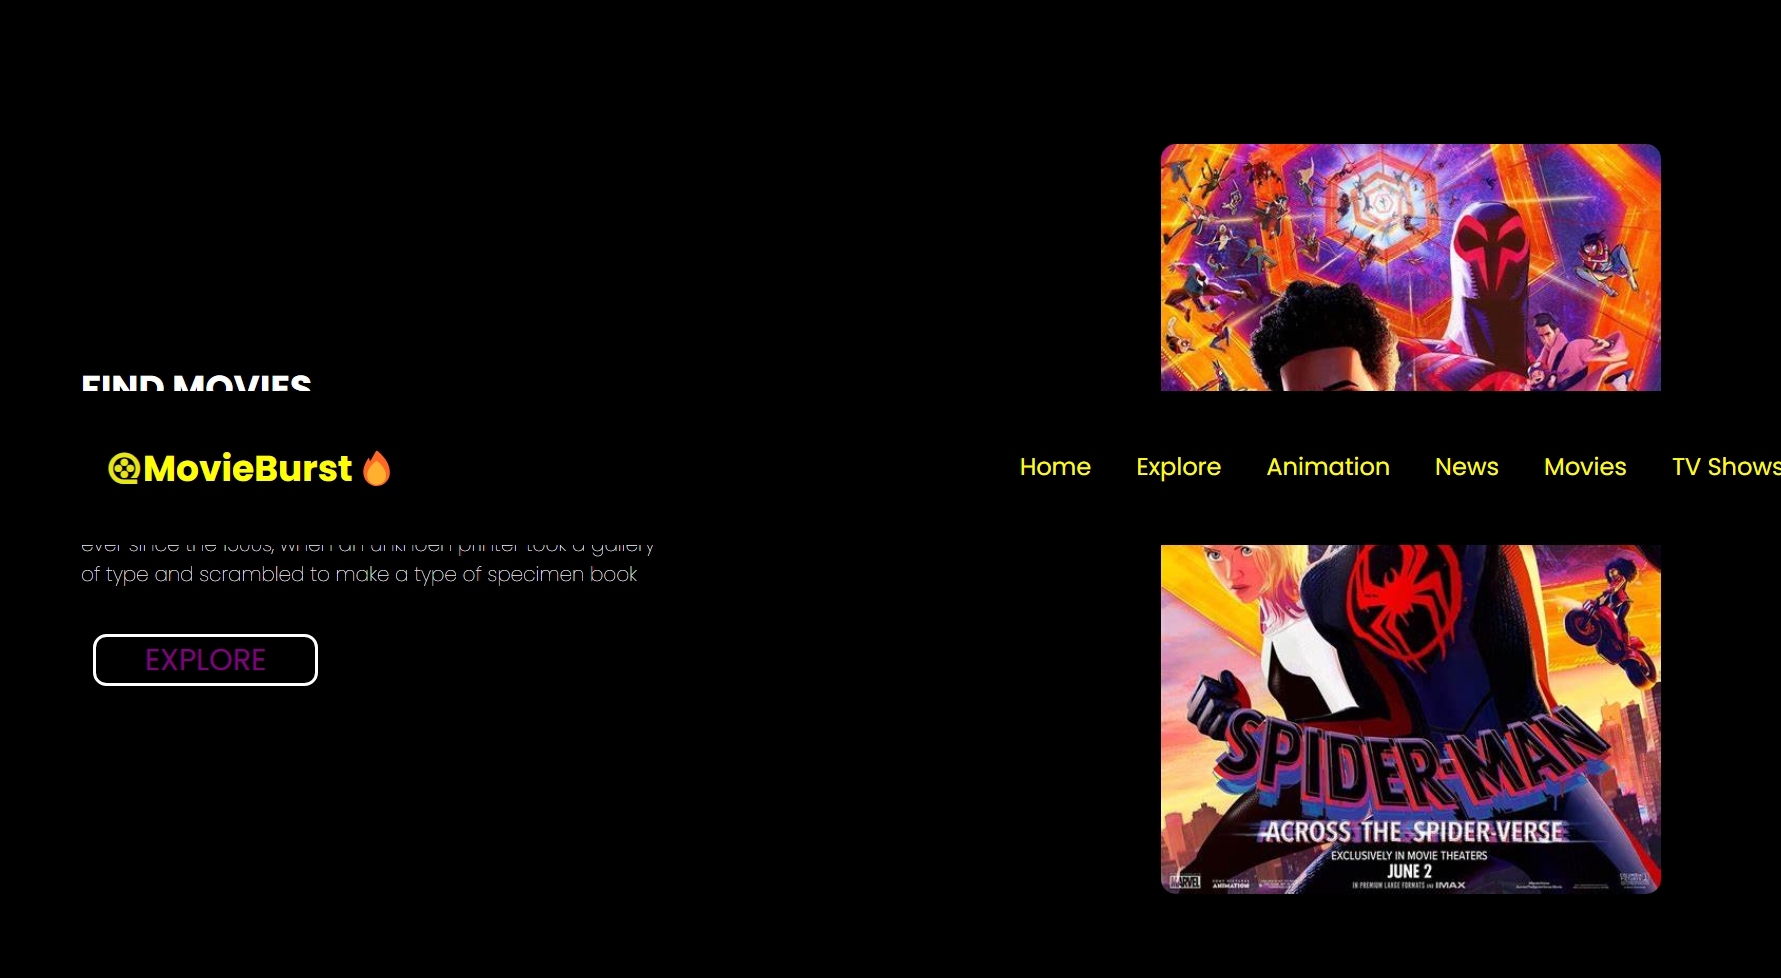 FIND MOVIES
MovieBurst
Home Explore Animation News Movies TV Shows
ever since the 1500s, when an unknoen printer took a gallery
of type and scrambled to make a type of specimen book
EXPLORE
SPIDER-MAN
ACROSS THE SPIDER-VERSE
EXCLUSIVELY IN MOVIE THEATERS
JUNE 2
IN PREMIUM LARGE FORMATS AND IMAX
MARVEL
ANIMATION